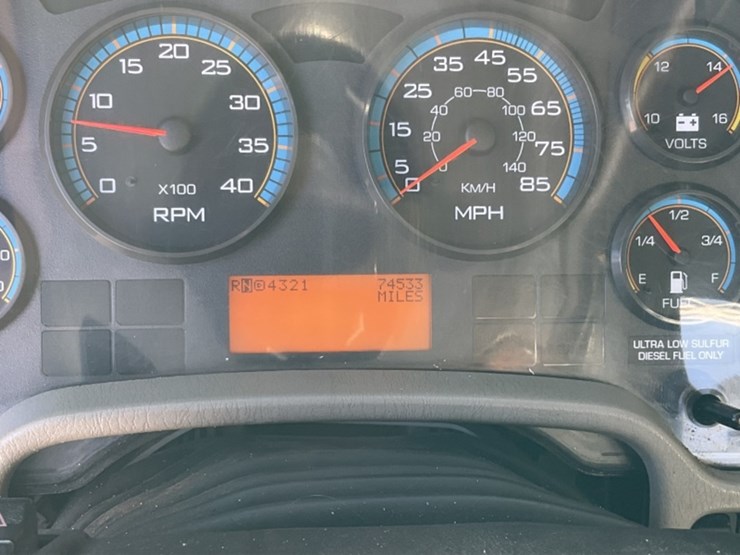 0 5 10 15 20 25 30 35 40
X100
RPM
0 5 15 25 35 45 55 65 75 85
0 20 40 60 80 100 120 140
KM/H
MPH
10 12 14 16
VOLTS
E 1/4 1/2 3/4 F
FUEL
ULTRA LOW SULFUR
DIESEL FUEL ONLY
RN 4321 74533
MILES